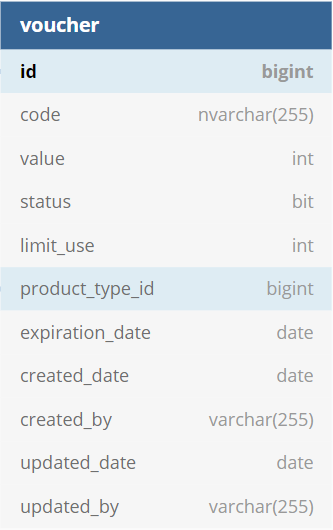 voucher
id bigint
code nvarchar(255)
value int
status bit
limit_use int
product_type_id bigint
expiration_date date
created_date date
created_by varchar(255)
updated_date date
updated_by varchar(255)